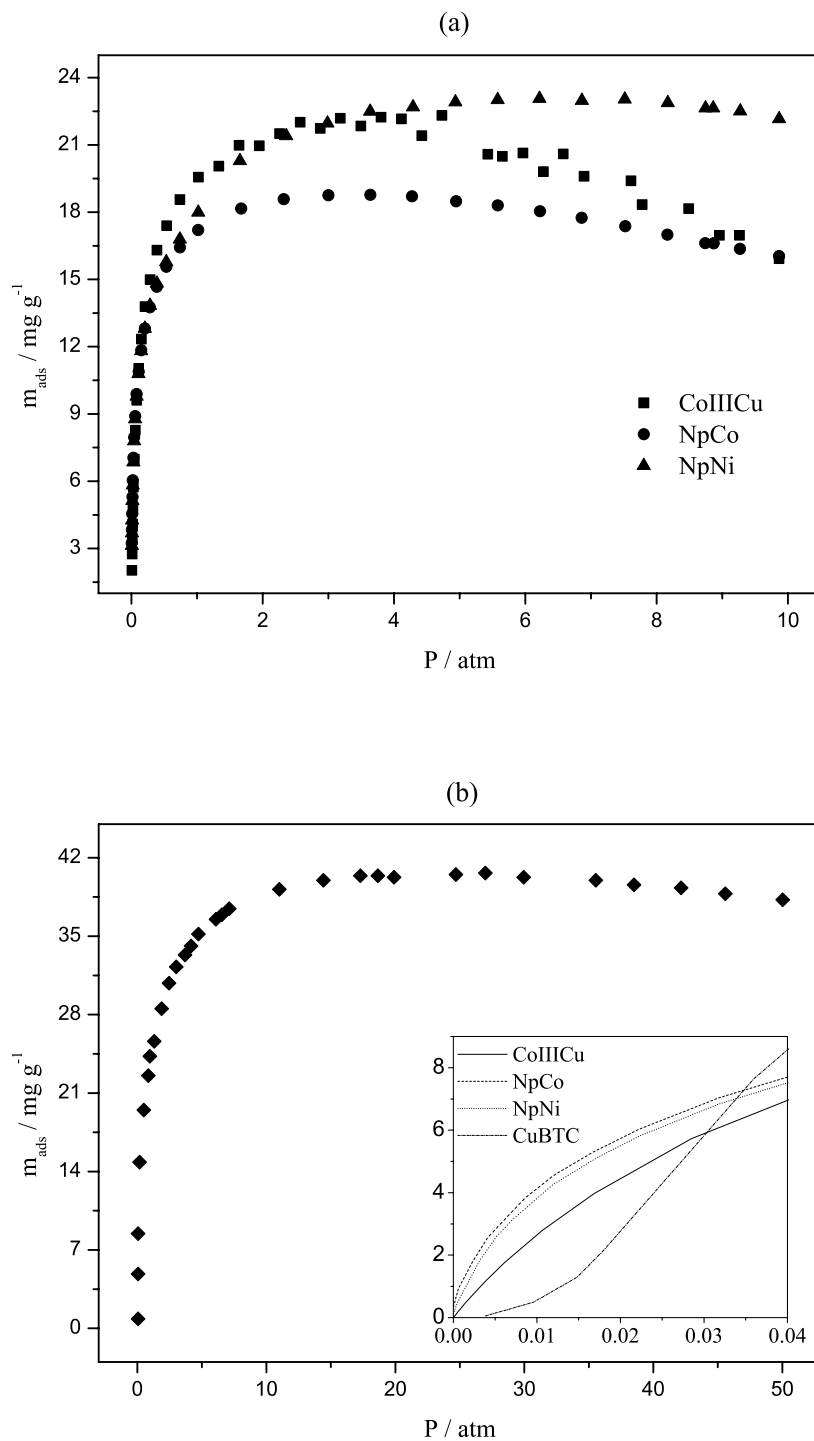 (a)
24
21
18
15
12
9
6
3
m_ads / mg g⁻¹
CoIIICu
NpCo
NpNi
0 2 4 6 8 10
P / atm
(b)
42
35
28
21
14
7
0
m_ads / mg g⁻¹
CoIIICu
NpCo
NpNi
CuBTC
8
6
4
2
0
0.00 0.01 0.02 0.03 0.04
0 10 20 30 40 50
P / atm